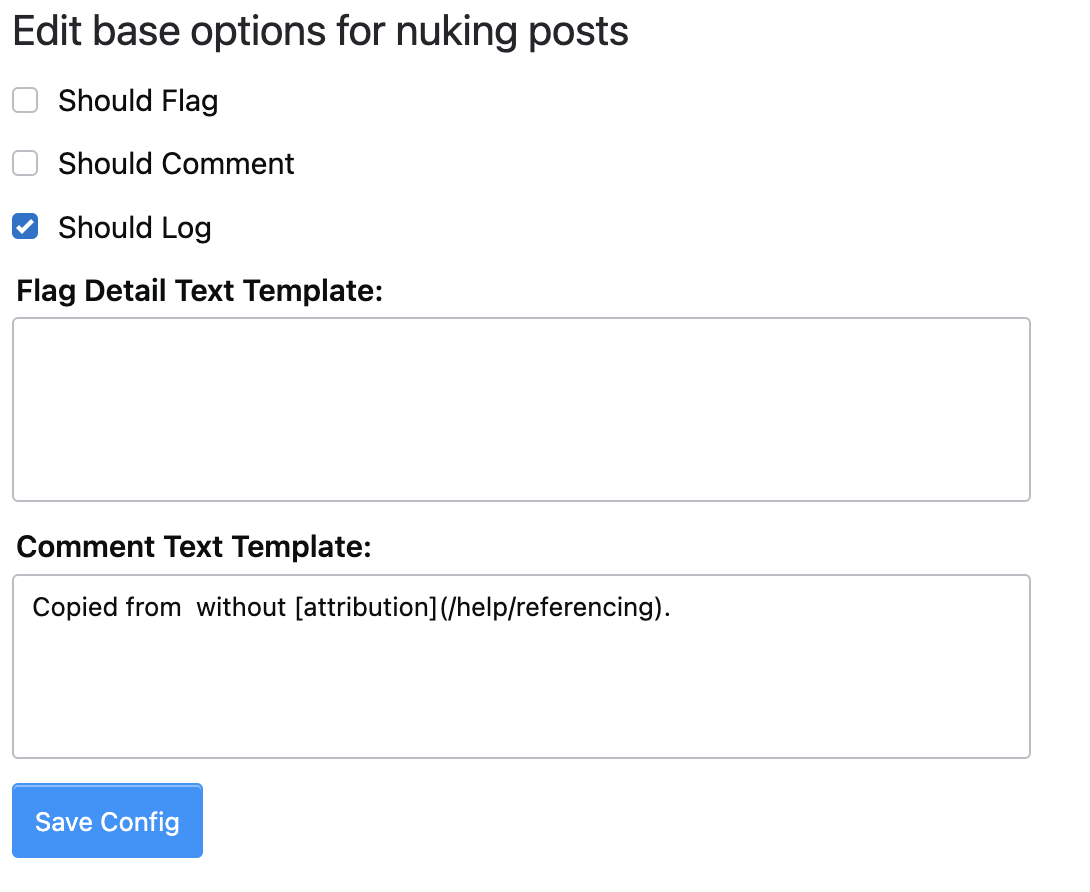 Edit base options for nuking posts
Should Flag
Should Comment
Should Log
Flag Detail Text Template:
Comment Text Template:
Copied from  without [attribution](/help/referencing).
Save Config